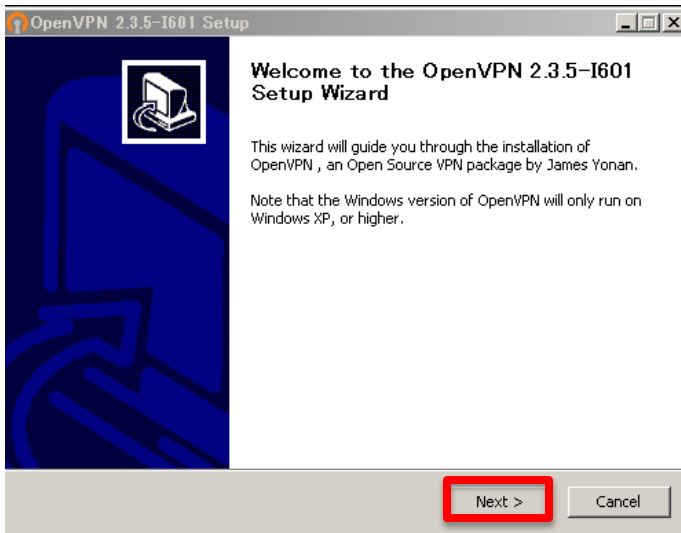 OpenVPN 2.3.5-I601 Setup
Welcome to the OpenVPN 2.3.5-I601
Setup Wizard
This wizard will guide you through the installation of
OpenVPN , an Open Source VPN package by James Yonan.
Note that the Windows version of OpenVPN will only run on
Windows XP, or higher.
Next >
Cancel